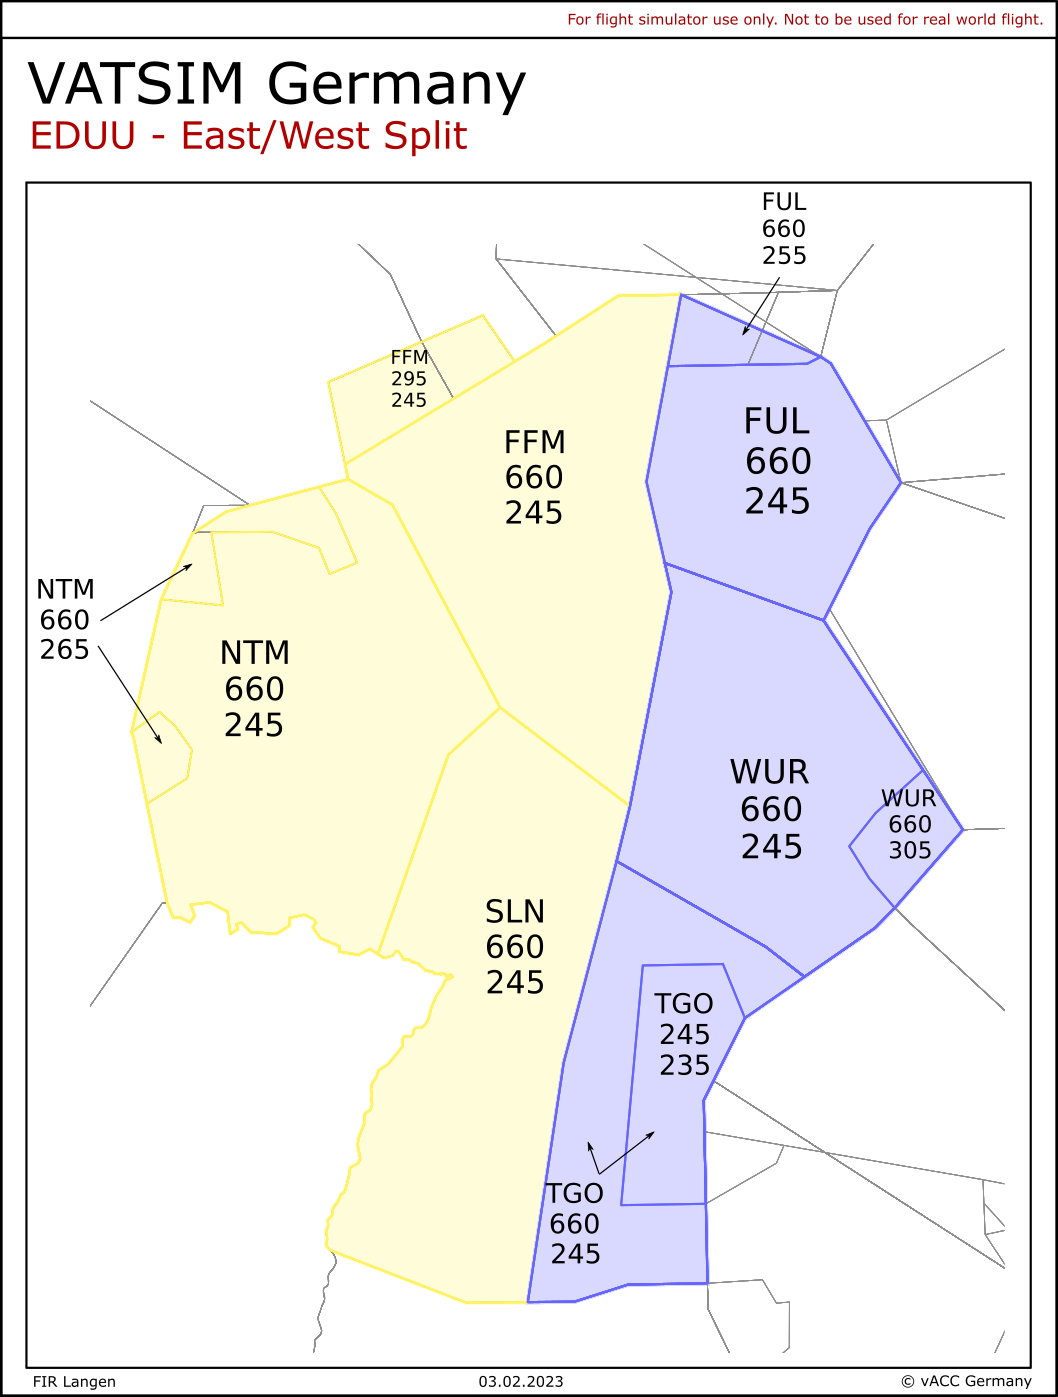 For flight simulator use only. Not to be used for real world flight.
VATSIM Germany
EDUU - East/West Split
FUL
660
255
FFM
295
245
FFM
660
245
FUL
660
245
NTM
660
265
NTM
660
245
WUR
660
245
WUR
660
305
SLN
660
245
TGO
245
235
TGO
660
245
FIR Langen
03.02.2023
© vACC Germany